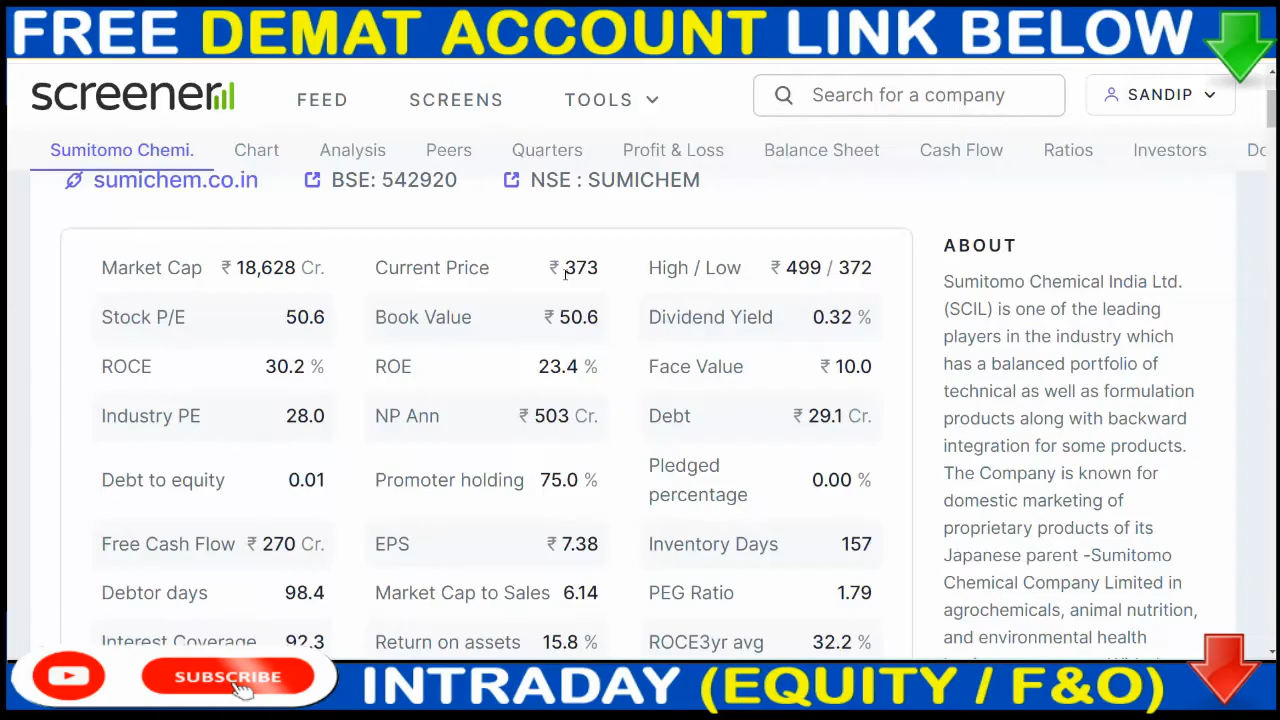 FREE DEMAT ACCOUNT LINK BELOW
screener
FEED SCREENS TOOLS Search for a company SANDIP
Sumitomo Chemi. Chart Analysis Peers Quarters Profit & Loss Balance Sheet Cash Flow Ratios Investors Do
sumichem.co.in BSE: 542920 NSE : SUMICHEM
Market Cap ₹ 18,628 Cr. Current Price ₹ 373 High / Low ₹ 499 / 372
Stock P/E 50.6 Book Value ₹ 50.6 Dividend Yield 0.32 %
ROCE 30.2 % ROE 23.4 % Face Value ₹ 10.0
Industry PE 28.0 NP Ann ₹ 503 Cr. Debt ₹ 29.1 Cr.
Debt to equity 0.01 Promoter holding 75.0 % Pledged percentage 0.00 %
Free Cash Flow ₹ 270 Cr. EPS ₹ 7.38 Inventory Days 157
Debtor days 98.4 Market Cap to Sales 6.14 PEG Ratio 1.79
Interest Coverage 92.3 Return on assets 15.8 % ROCE3yr avg 32.2 %
ABOUT
Sumitomo Chemical India Ltd.
(SCIL) is one of the leading
players in the industry which
has a balanced portfolio of
technical as well as formulation
products along with backward
integration for some products.
The Company is known for
domestic marketing of
proprietary products of its
Japanese parent -Sumitomo
Chemical Company Limited in
agrochemicals, animal nutrition,
and environmental health
SUBSCRIBE
INTRADAY (EQUITY / F&O)